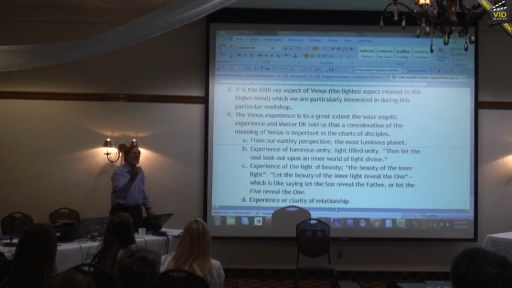 VID
5. It is the fifth ray aspect of Venus (the lighted aspect related to the
higher mind) which we are particularly interested in during this
particular workshop.
6. The Venus experience is to a great extent the solar angelic
experience and Master DK told us that a consideration of the
meaning of Venus is important in the charts of disciples.
a. From our earthy perspective, the most luminous planet.
b. Experience of luminous unity: light filled unity. "Then let the
soul look out upon an inner world of light divine."
c. Experience of the light of beauty; "the beauty of the inner
light". "Let the beauty of the inner light reveal the One"—
which is like saying let the Son reveal the Father, or let the
Five reveal the One.
d. Experience of clarity of relationship